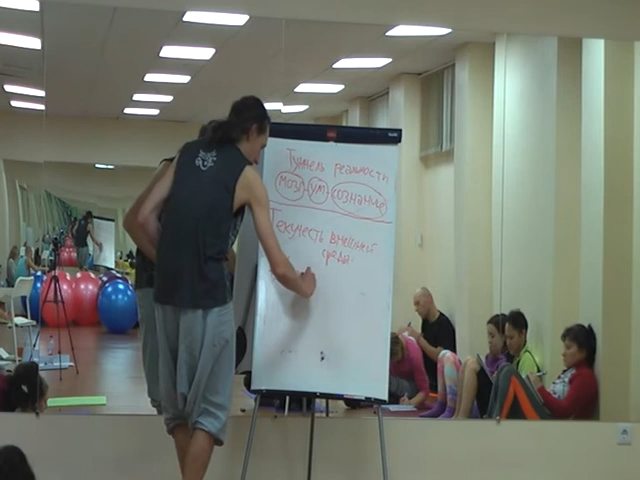 Туннель реальности
мозг ум сознание
Текучесть внешней
среды